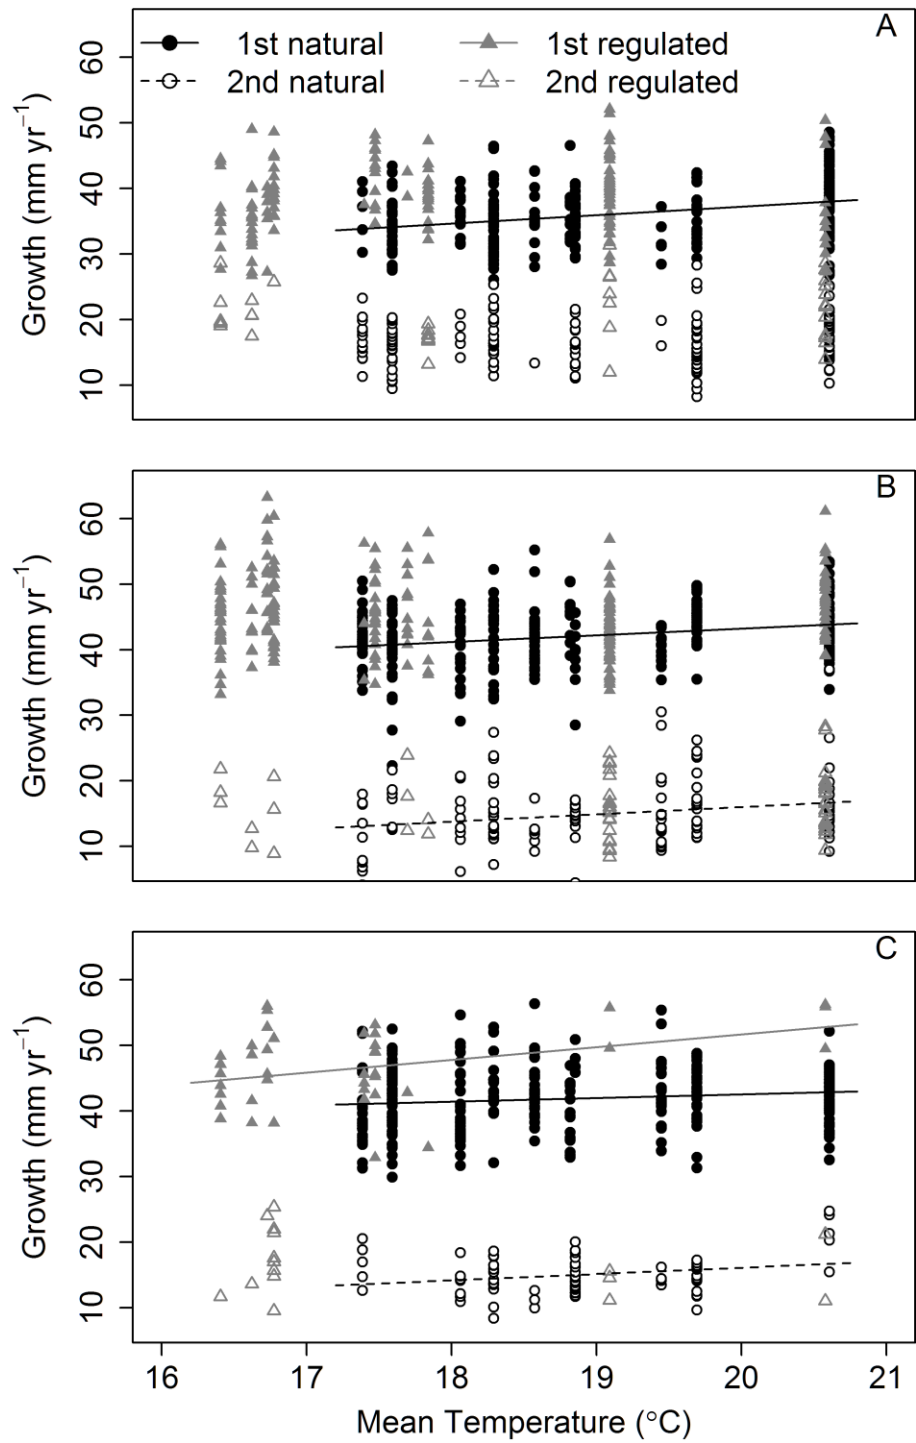 A
1st natural 1st regulated
2nd natural 2nd regulated
Growth (mm yr⁻¹)
60
50
40
30
20
10
B
Growth (mm yr⁻¹)
60
50
40
30
20
10
C
Growth (mm yr⁻¹)
60
50
40
30
20
10
16 17 18 19 20 21
Mean Temperature (°C)